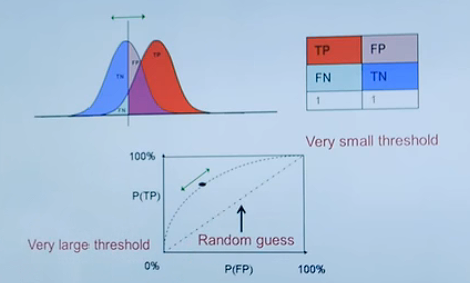 TN
FP
TP
FN
TP FP
FN TN
1 1
Very small threshold
100%
P(TP)
Very large threshold
Random guess
0%
P(FP)
100%